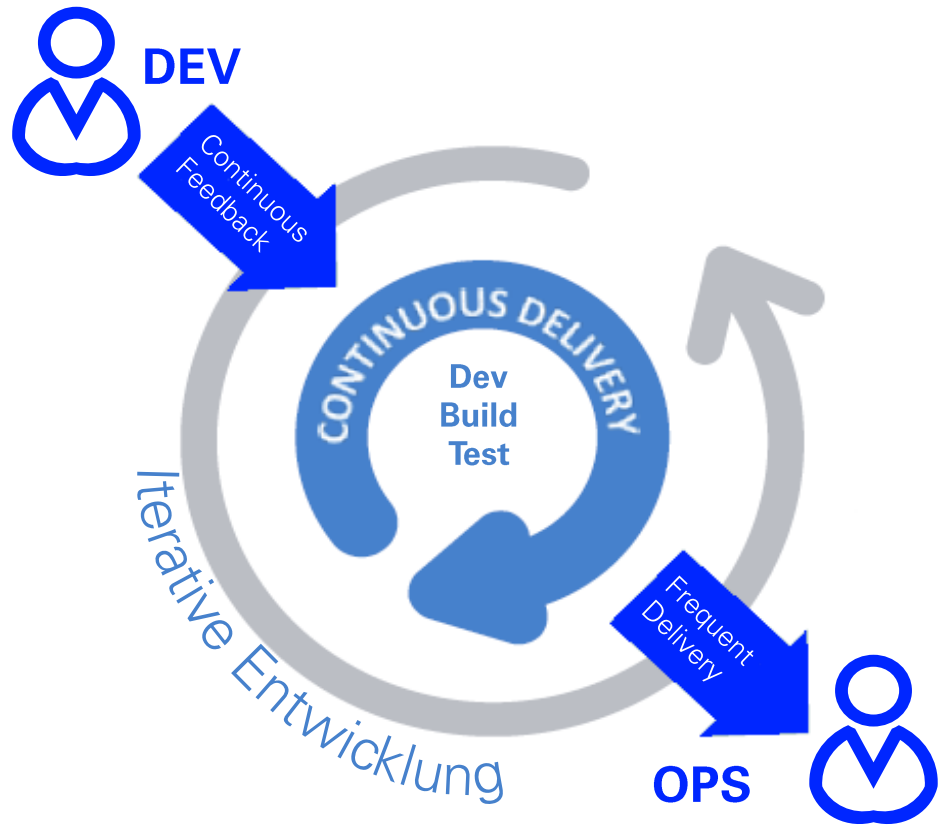 DEV
Continuous
Feedback
CONTINUOUS DELIVERY
Dev
Build
Test
Iterative Entwicklung
Frequent
Delivery
OPS